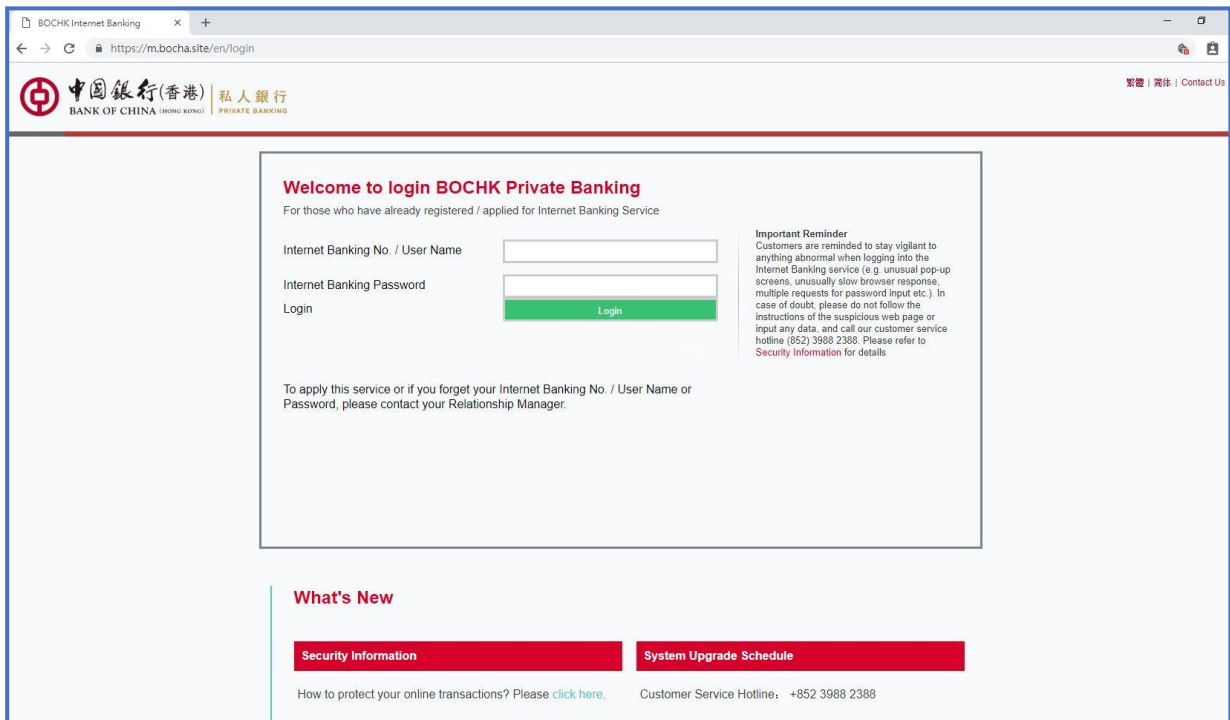 BOCHK Internet Banking
https://m.bocha.site/en/login
中国銀行(香港) 私人銀行
BANK OF CHINA (HONG KONG) PRIVATE BANKING
繁體 | 简体 | Contact Us
Welcome to login BOCHK Private Banking
For those who have already registered / applied for Internet Banking Service
Internet Banking No. / User Name
Internet Banking Password
Login
Login
Important Reminder
Customers are reminded to stay vigilant to
anything abnormal when logging into the
Internet Banking service (e.g. unusual pop-up
screens, unusually slow browser response,
multiple requests for password input etc.). In
case of doubt, please do not follow the
instructions of the suspicious web page or
input any data, and call our customer service
hotline (852) 3988 2388. Please refer to
Security Information for details
To apply this service or if you forget your Internet Banking No. / User Name or
Password, please contact your Relationship Manager.
What's New
Security Information
How to protect your online transactions? Please click here.
System Upgrade Schedule
Customer Service Hotline： +852 3988 2388